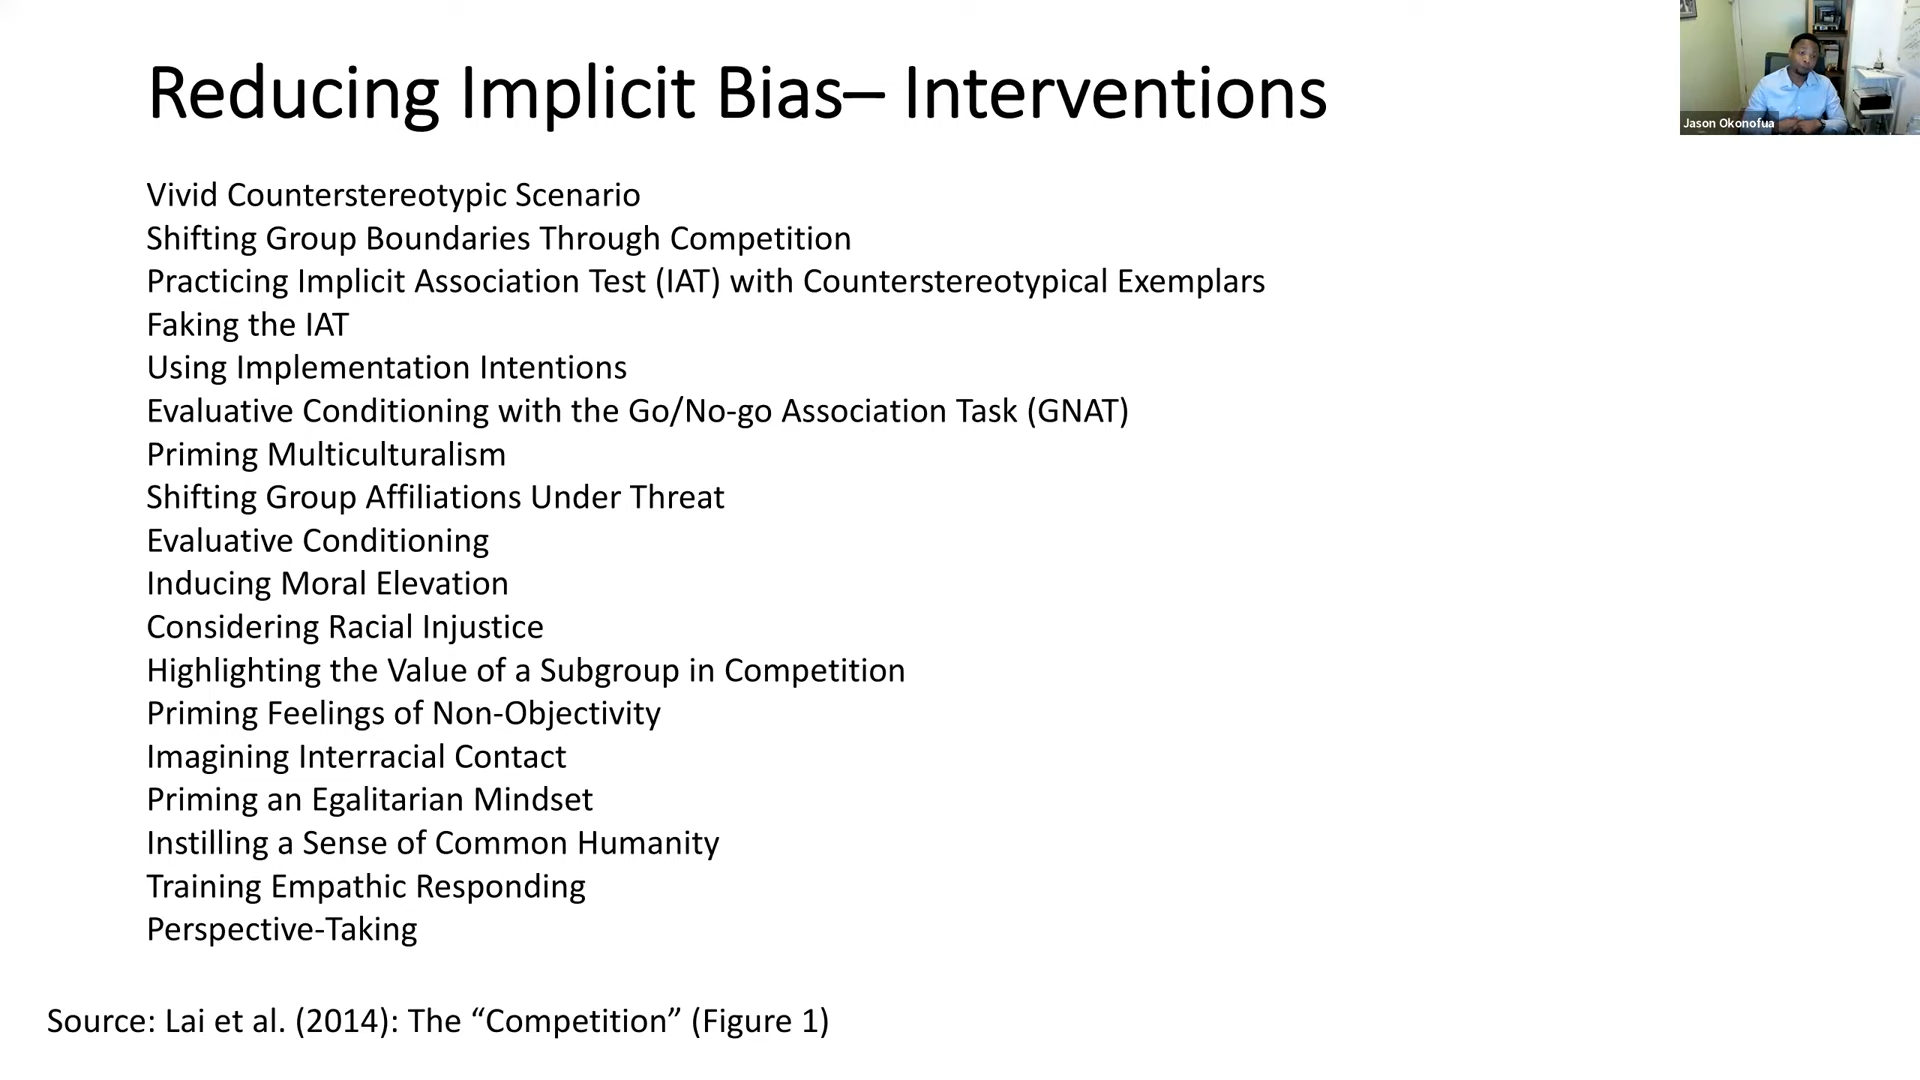 Reducing Implicit Bias– Interventions
Jason Okonofua
Vivid Counterstereotypic Scenario
Shifting Group Boundaries Through Competition
Practicing Implicit Association Test (IAT) with Counterstereotypical Exemplars
Faking the IAT
Using Implementation Intentions
Evaluative Conditioning with the Go/No-go Association Task (GNAT)
Priming Multiculturalism
Shifting Group Affiliations Under Threat
Evaluative Conditioning
Inducing Moral Elevation
Considering Racial Injustice
Highlighting the Value of a Subgroup in Competition
Priming Feelings of Non-Objectivity
Imagining Interracial Contact
Priming an Egalitarian Mindset
Instilling a Sense of Common Humanity
Training Empathic Responding
Perspective-Taking
Source: Lai et al. (2014): The “Competition” (Figure 1)